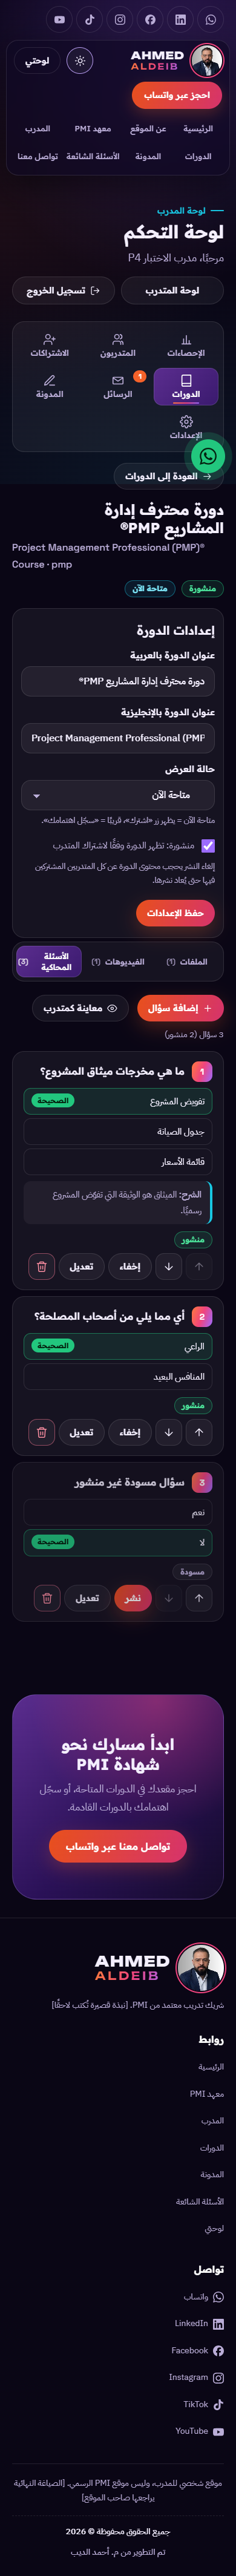 لوحتي
AHMED
ALDEIB
احجز عبر واتساب
الرئيسية
عن الموقع
معهد PMI
المدرب
الدورات
المدونة
الأسئلة الشائعة
تواصل معنا
لوحة المدرب
لوحة التحكم
مرحبًا، مدرب الاختبار P4
لوحة المتدرب
تسجيل الخروج
الإحصاءات
المتدربون
الاشتراكات
الدورات
الرسائل
1
المدونة
الإعدادات
العودة إلى الدورات
دورة محترف إدارة
المشاريع PMP®
Project Management Professional (PMP)®
Course · pmp
منشورة
متاحة الآن
إعدادات الدورة
عنوان الدورة بالعربية
دورة محترف إدارة المشاريع PMP®
عنوان الدورة بالإنجليزية
Project Management Professional (PMP
حالة العرض
متاحة الآن
متاحة الآن = يظهر زر «اشترك»، قريبًا = «سجّل اهتمامك».
منشورة: تظهر الدورة وفقًا لاشتراك المتدرب
إلغاء النشر يحجب محتوى الدورة عن كل المتدربين المشتركين
فيها حتى يُعاد نشرها.
حفظ الإعدادات
الملفات (1)
الفيديوهات (1)
الأسئلة
المحاكية
(3)
إضافة سؤال
معاينة كمتدرب
3 سؤال (2 منشور)
1
ما هي مخرجات ميثاق المشروع؟
تفويض المشروع
الصحيحة
جدول الصيانة
قائمة الأسعار
الشرح: الميثاق هو الوثيقة التي تفوّض المشروع
رسميًا.
منشور
إخفاء
تعديل
2
أي مما يلي من أصحاب المصلحة؟
الراعي
الصحيحة
المنافس البعيد
منشور
إخفاء
تعديل
3
سؤال مسودة غير منشور
نعم
لا
الصحيحة
مسودة
نشر
تعديل
ابدأ مسارك نحو
شهادة PMI
احجز مقعدك في الدورات المتاحة، أو سجّل
اهتمامك بالدورات القادمة.
تواصل معنا عبر واتساب
AHMED
ALDEIB
شريك تدريب معتمد من PMI. [نبذة قصيرة تُكتب لاحقًا]
روابط
الرئيسية
معهد PMI
المدرب
الدورات
المدونة
الأسئلة الشائعة
لوحتي
تواصل
واتساب
LinkedIn
Facebook
Instagram
TikTok
YouTube
موقع شخصي للمدرب، وليس موقع PMI الرسمي. [الصياغة النهائية
يراجعها صاحب الموقع]
جميع الحقوق محفوظة © 2026
تم التطوير من م. أحمد الديب